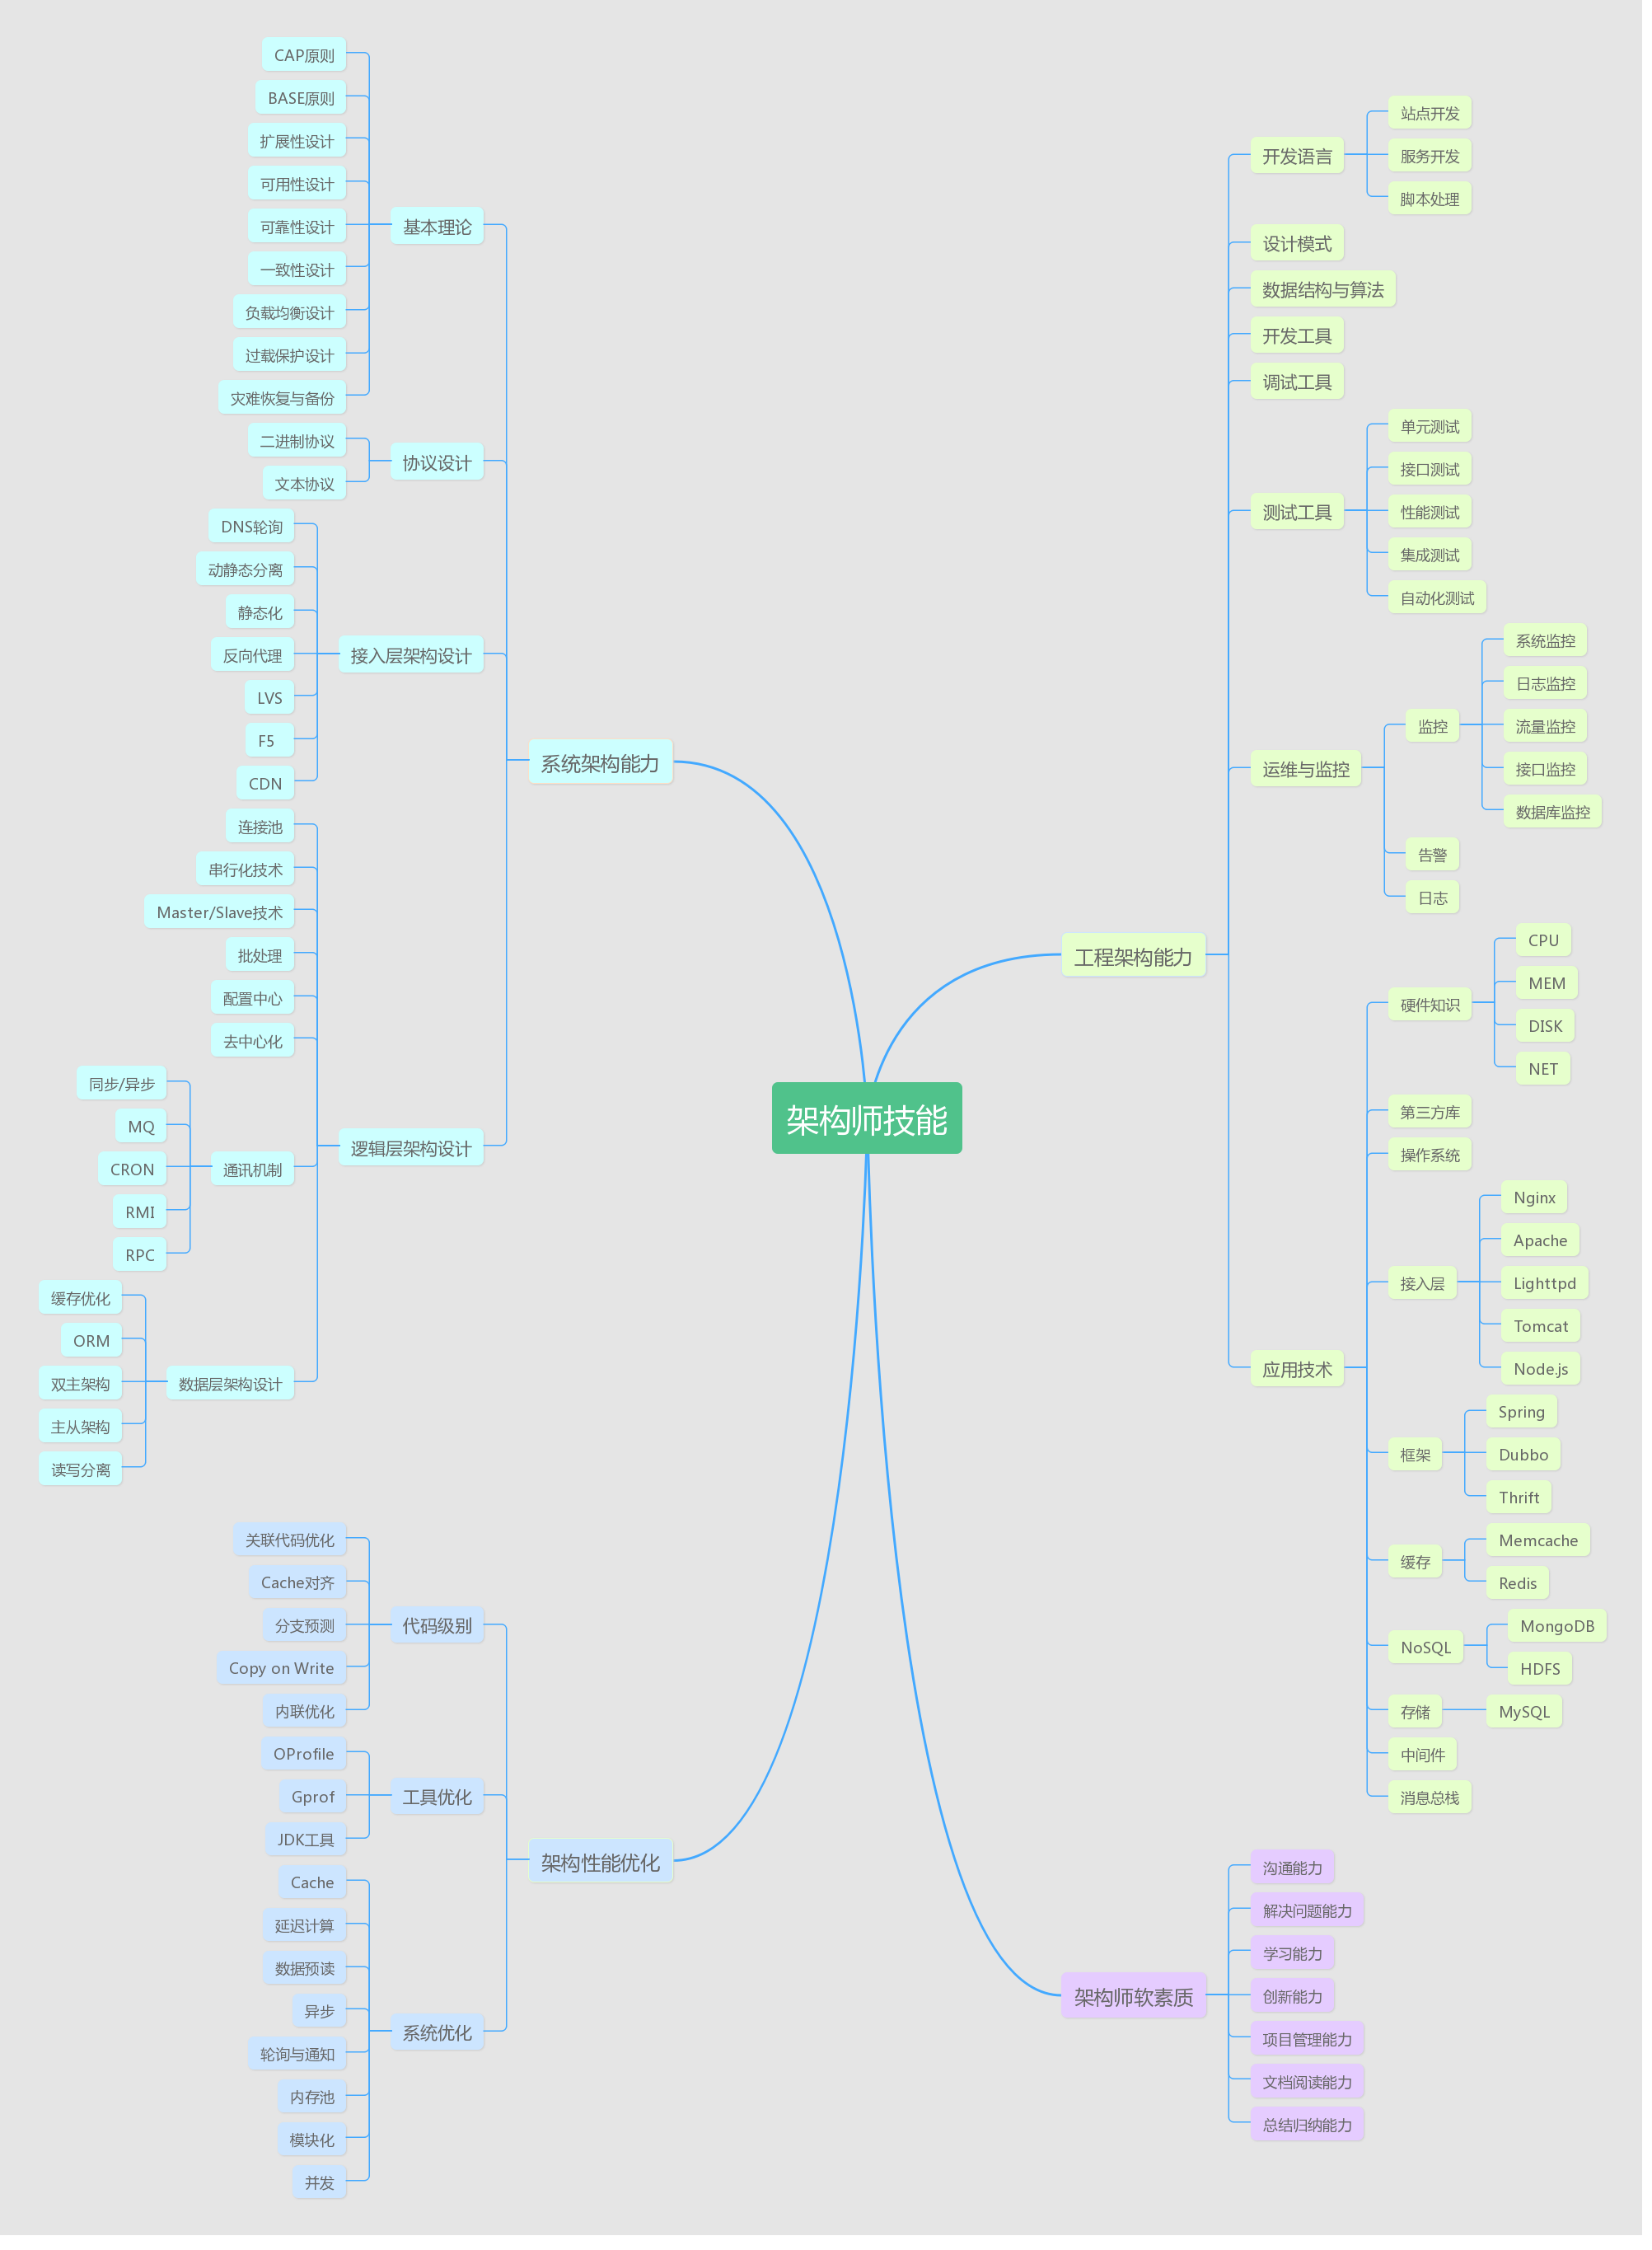 架构师技能
系统架构能力
基本理论
CAP原则
BASE原则
扩展性设计
可用性设计
可靠性设计
一致性设计
负载均衡设计
过载保护设计
灾难恢复与备份
协议设计
二进制协议
文本协议
接入层架构设计
DNS轮询
动静态分离
静态化
反向代理
LVS
F5
CDN
逻辑层架构设计
连接池
串行化技术
Master/Slave技术
批处理
配置中心
去中心化
通讯机制
同步/异步
MQ
CRON
RMI
RPC
数据层架构设计
缓存优化
ORM
双主架构
主从架构
读写分离
架构性能优化
代码级别
关联代码优化
Cache对齐
分支预测
Copy on Write
内联优化
工具优化
OProfile
Gprof
JDK工具
系统优化
Cache
延迟计算
数据预读
异步
轮询与通知
内存池
模块化
并发
工程架构能力
开发语言
站点开发
服务开发
脚本处理
设计模式
数据结构与算法
开发工具
调试工具
测试工具
单元测试
接口测试
性能测试
集成测试
自动化测试
运维与监控
监控
系统监控
日志监控
流量监控
接口监控
数据库监控
告警
日志
应用技术
硬件知识
CPU
MEM
DISK
NET
第三方库
操作系统
接入层
Nginx
Apache
Lighttpd
Tomcat
Node.js
框架
Spring
Dubbo
Thrift
缓存
Memcache
Redis
NoSQL
MongoDB
HDFS
存储
MySQL
中间件
消息总栈
架构师软素质
沟通能力
解决问题能力
学习能力
创新能力
项目管理能力
文档阅读能力
总结归纳能力